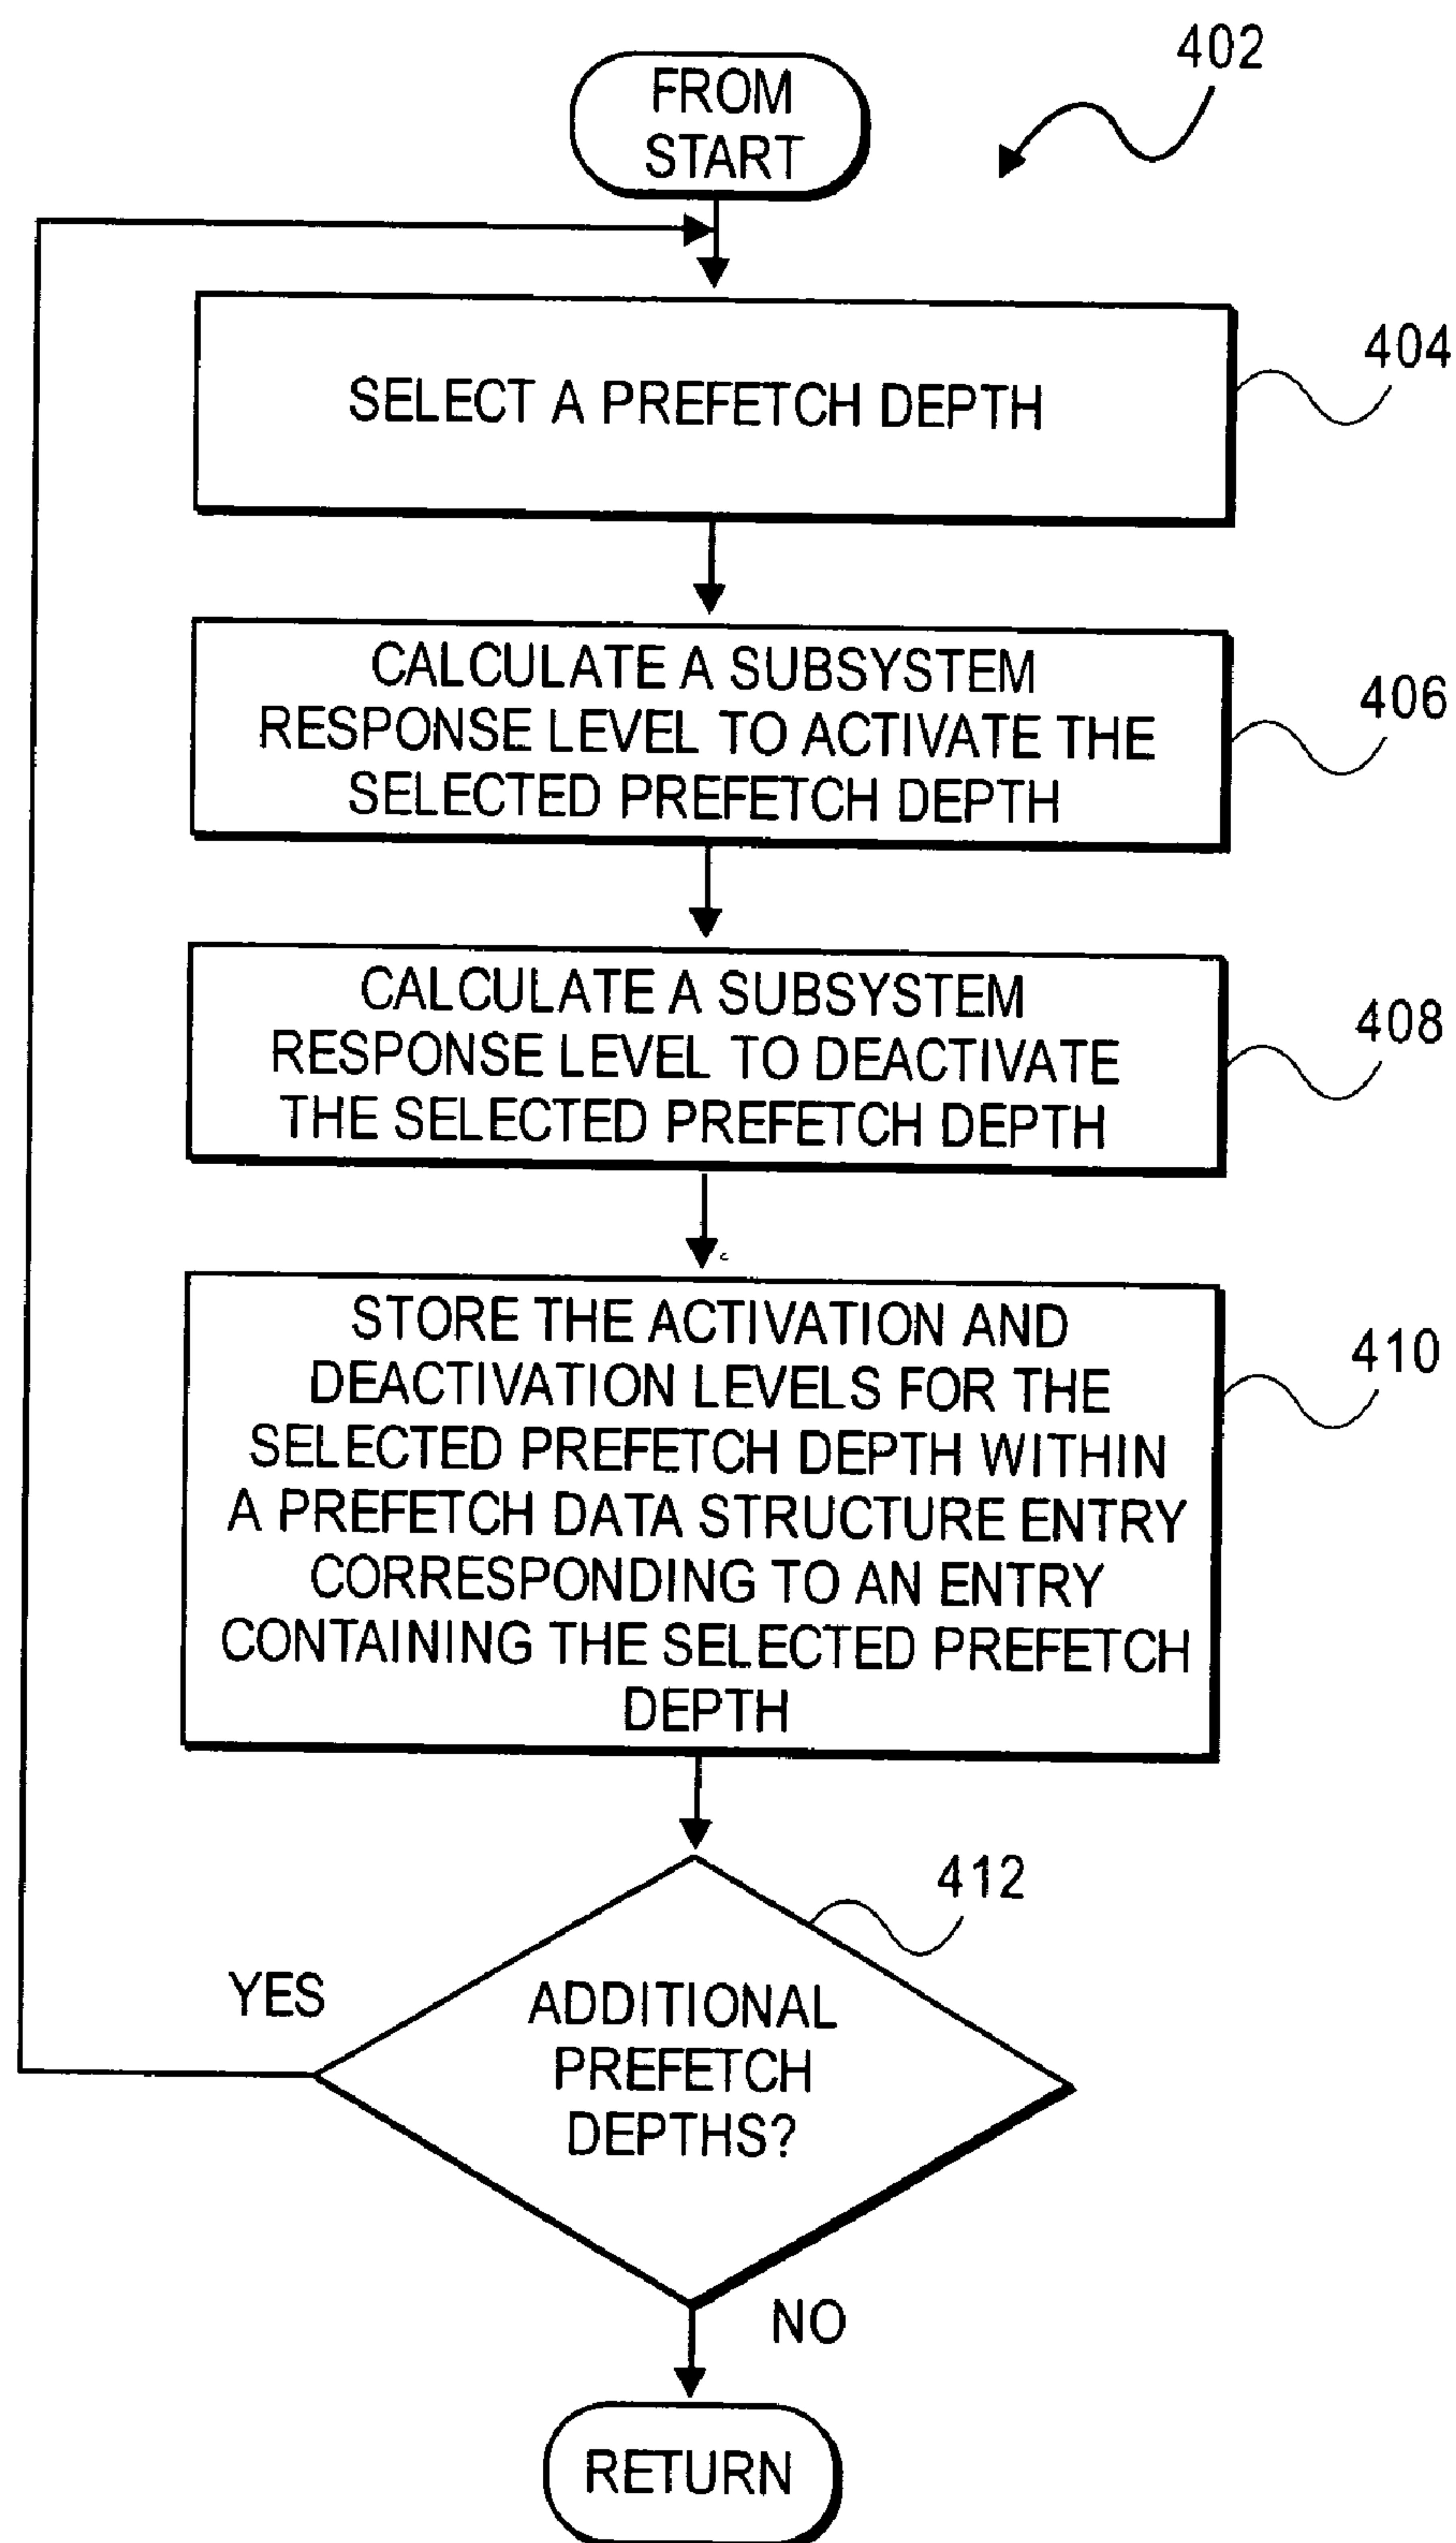 402
FROM
START
404
SELECT A PREFETCH DEPTH
406
CALCULATE A SUBSYSTEM
RESPONSE LEVEL TO ACTIVATE THE
SELECTED PREFETCH DEPTH
408
CALCULATE A SUBSYSTEM
RESPONSE LEVEL TO DEACTIVATE
THE SELECTED PREFETCH DEPTH
410
STORE THE ACTIVATION AND
DEACTIVATION LEVELS FOR THE
SELECTED PREFETCH DEPTH WITHIN
A PREFETCH DATA STRUCTURE ENTRY
CORRESPONDING TO AN ENTRY
CONTAINING THE SELECTED PREFETCH
DEPTH
412
YES
ADDITIONAL
PREFETCH
DEPTHS?
NO
RETURN